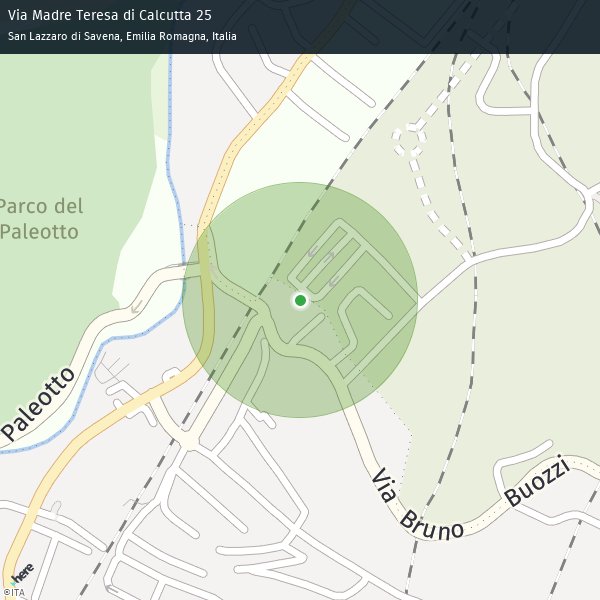 Via Madre Teresa di Calcutta 25
San Lazzaro di Savena, Emilia Romagna, Italia
Parco del
Paleotto
Paleotto
Via Bruno Buozzi
here
©ITA